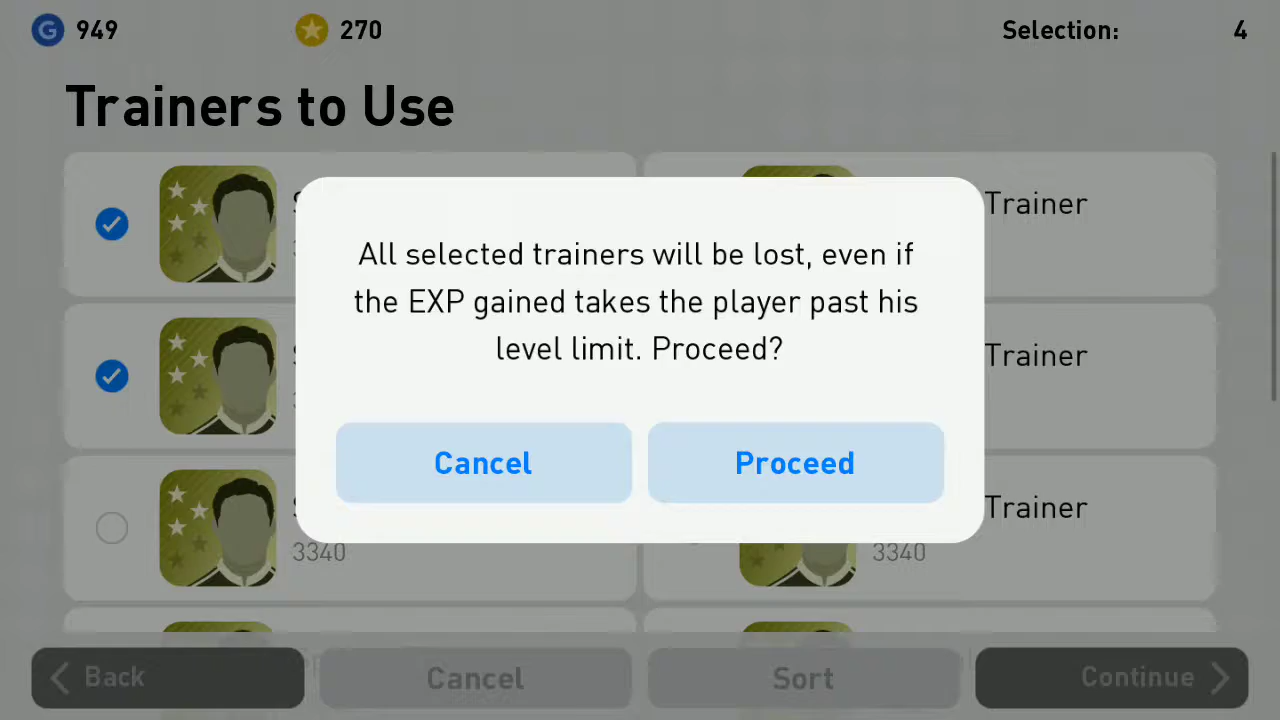 G 949
270
Selection: 4
Trainers to Use
Trainer
Trainer
Trainer
3340
3340
All selected trainers will be lost, even if
the EXP gained takes the player past his
level limit. Proceed?
Cancel
Proceed
Back
Cancel
Sort
Continue